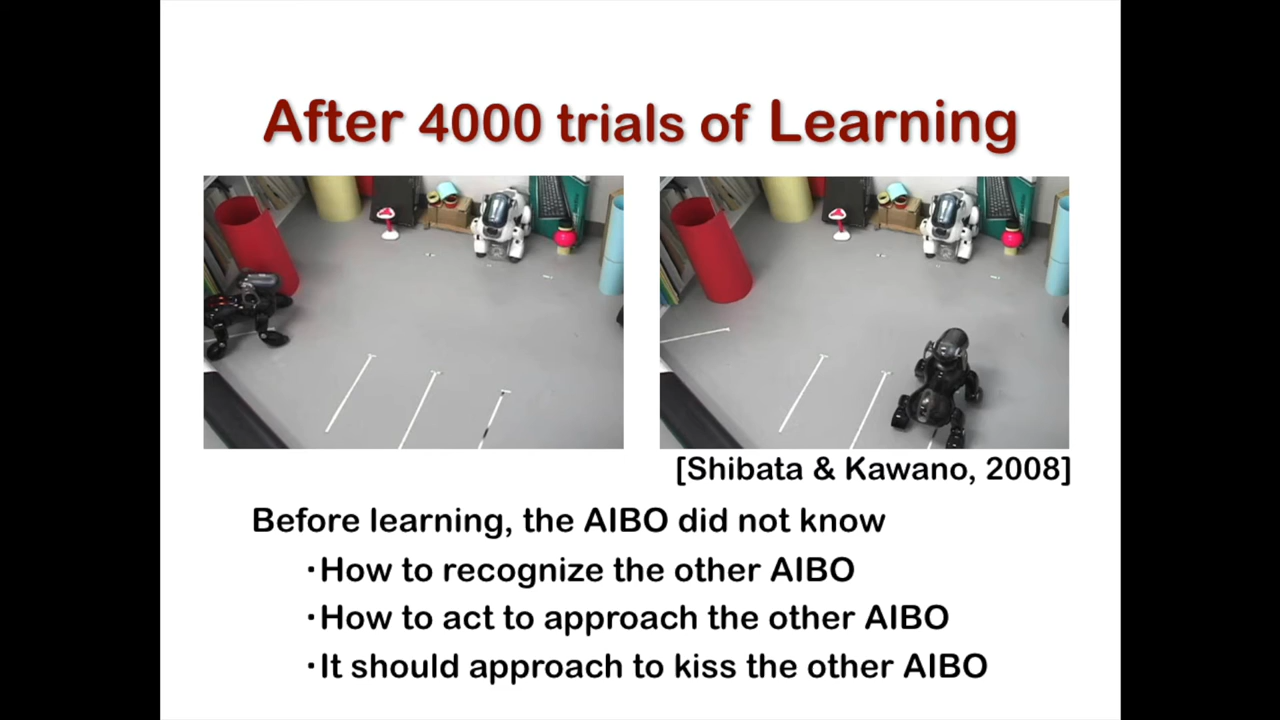 After 4000 trials of Learning
[Shibata & Kawano, 2008]
Before learning, the AIBO did not know
・How to recognize the other AIBO
・How to act to approach the other AIBO
・It should approach to kiss the other AIBO